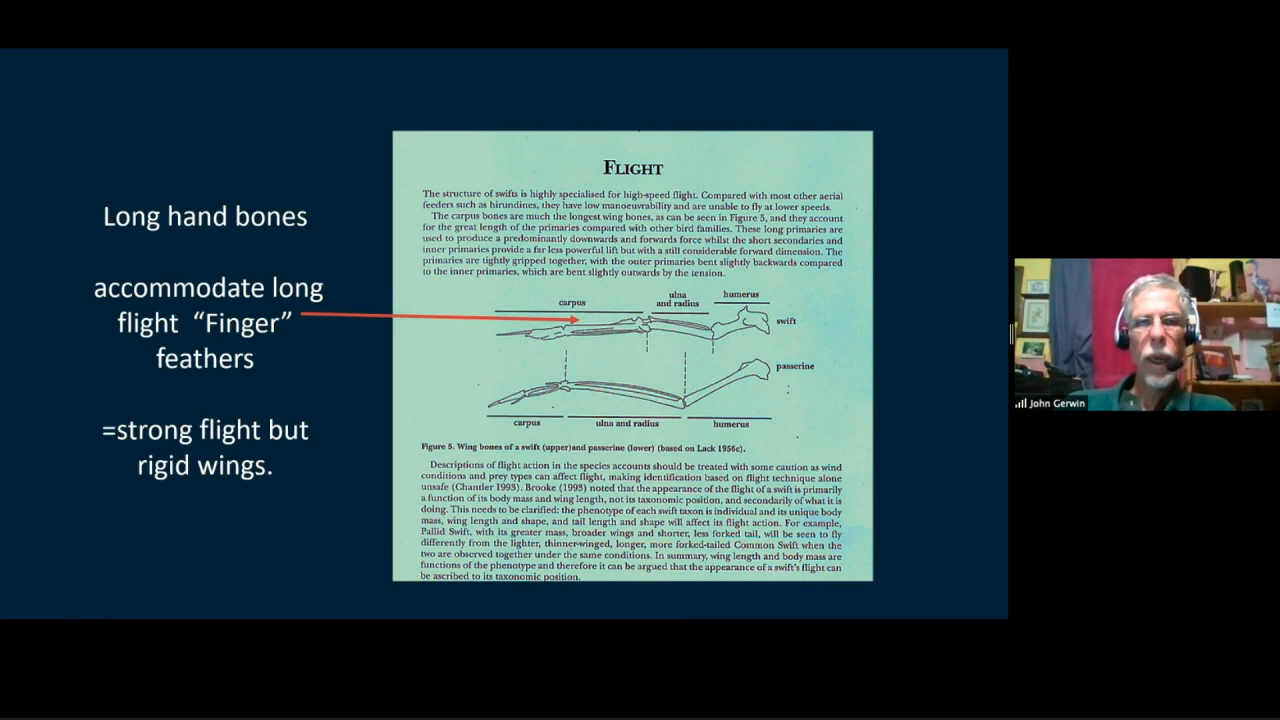 Long hand bones
accommodate long
flight “Finger”
feathers
=strong flight but
rigid wings.
FLIGHT
The structure of swifts is highly specialised for high-speed flight. Compared with most other aerial
feeders such as hirundines, they have low manoeuvrability and are unable to fly at lower speeds.
The carpus bones are much the longest wing bones, as can be seen in Figure 5, and they account
for the great length of the primaries compared with other bird families. These long primaries are
used to produce a predominantly downwards and forwards force whilst the short secondaries and
inner primaries provide a far less powerful lift but with a still considerable forward dimension. The
primaries are tightly gripped together, with the outer primaries bent slightly backwards compared
to the inner primaries, which are bent slightly outwards by the tension.
carpus
ulna
and radius
humerus
swift
passerine
carpus
ulna and radius
humerus
Figure 5. Wing bones of a swift (upper)and passerine (lower) (based on Lack 1956c).
Descriptions of flight action in the species accounts should be treated with some caution as wind
conditions and prey types can affect flight, making identification based on flight technique alone
unsafe (Chantler 1993). Brooke (1993) noted that the appearance of the flight of a swift is primarily
a function of its body mass and wing length, not its taxonomic position, and secondarily of what it is
doing. This needs to be clarified: the phenotype of each swift taxon is individual and its unique body
mass, wing length and shape, and tail length and shape will affect its flight action. For example,
Pallid Swift, with its greater mass, broader wings and shorter, less forked tail, will be seen to fly
differently from the lighter, thinner-winged, longer, more forked-tailed Common Swift when the
two are observed together under the same conditions. In summary, wing length and body mass are
functions of the phenotype and therefore it can be argued that the appearance of a swift's flight can
be ascribed to its taxonomic position.
John Gerwin